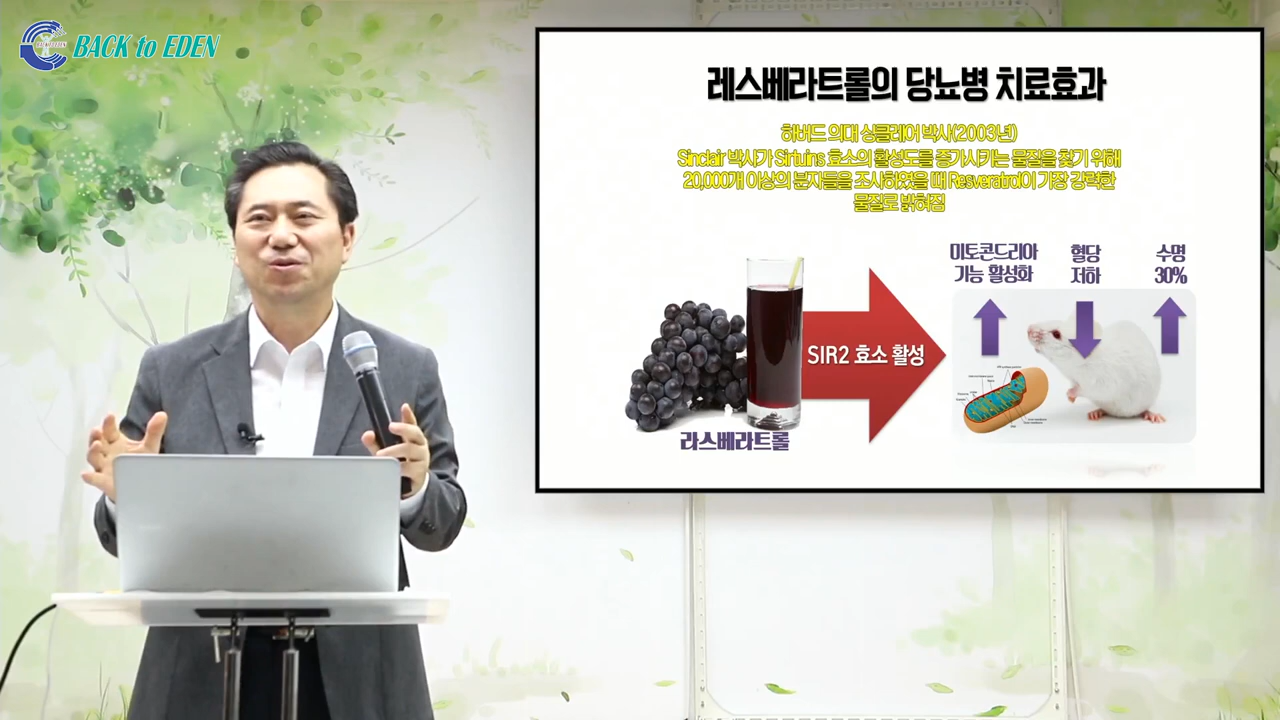 BACK to EDEN
레스베라트롤의 당뇨병 치료효과
하버드 의대 싱클레어 박사(2003년)
Sinclair 박사가 Sirtuins 효소의 활성도를 증가시키는 물질을 찾기 위해
20,000개 이상의 분자들을 조사하였을 때 Resveratrol이 가장 강력한
물질로 밝혀짐
미토콘드리아
기능 활성화
혈당
저하
수명
30%
SIR2 효소 활성
라스베라트롤